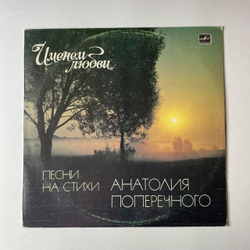 Именем
любви
ПЕСНИ
НА СТИХИ
АНАТОЛИЯ
ПОПЕРЕЧНОГО